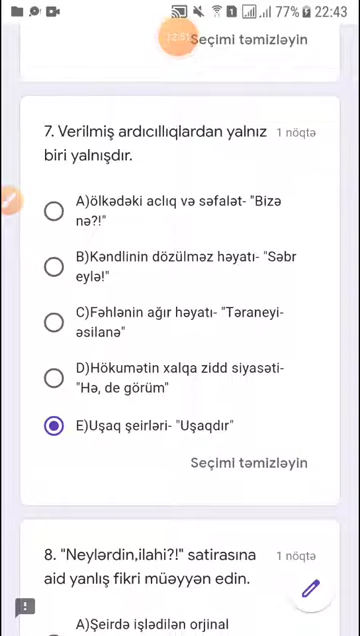 77% 22:43
Seçimi təmizləyin
7. Verilmiş ardıcıllıqlardan yalnız 1 nöqtə
biri yalnışdır.
A)ölkədəki aclıq və səfalət- "Bizə
nə?!"
B)Kəndlinin dözülməz həyatı- "Səbr
eylə!"
C)Fəhlənin ağır həyatı- "Təraneyi-
əsilanə"
D)Hökumətin xalqa zidd siyasəti-
"Hə, de görüm"
E)Uşaq şeirləri- "Uşaqdır"
Seçimi təmizləyin
8. "Neylərdin,ilahi?!" satirasına 1 nöqtə
aid yanlış fikri müəyyən edin.
A)Şeirdə işlədilən orjinal